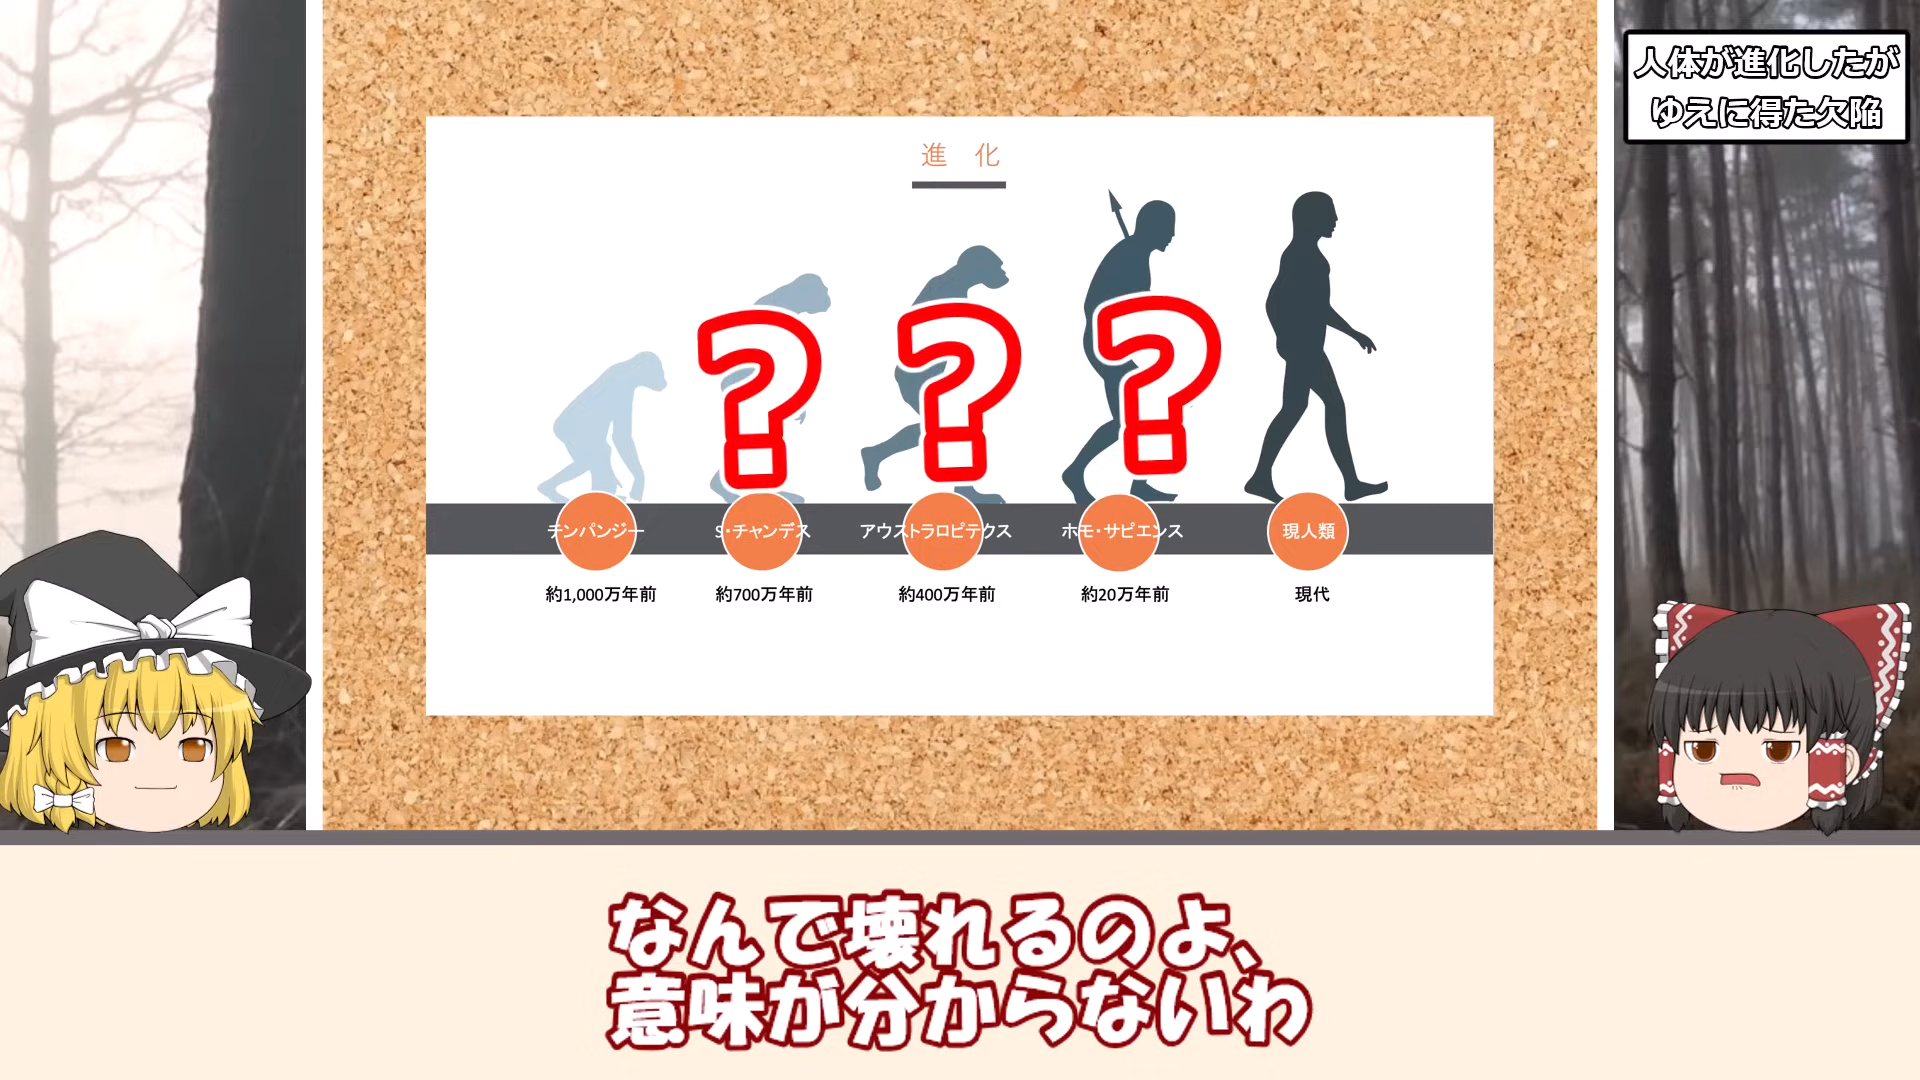 人体が進化したが
ゆえに得た欠陥
進 化
? ? ?
チンパンジー S・チャンデス アウストラロピテクス ホモ・サピエンス 現人類
約1,000万年前 約700万年前 約400万年前 約20万年前 現代
なんで壊れるのよ、
意味が分からないわ